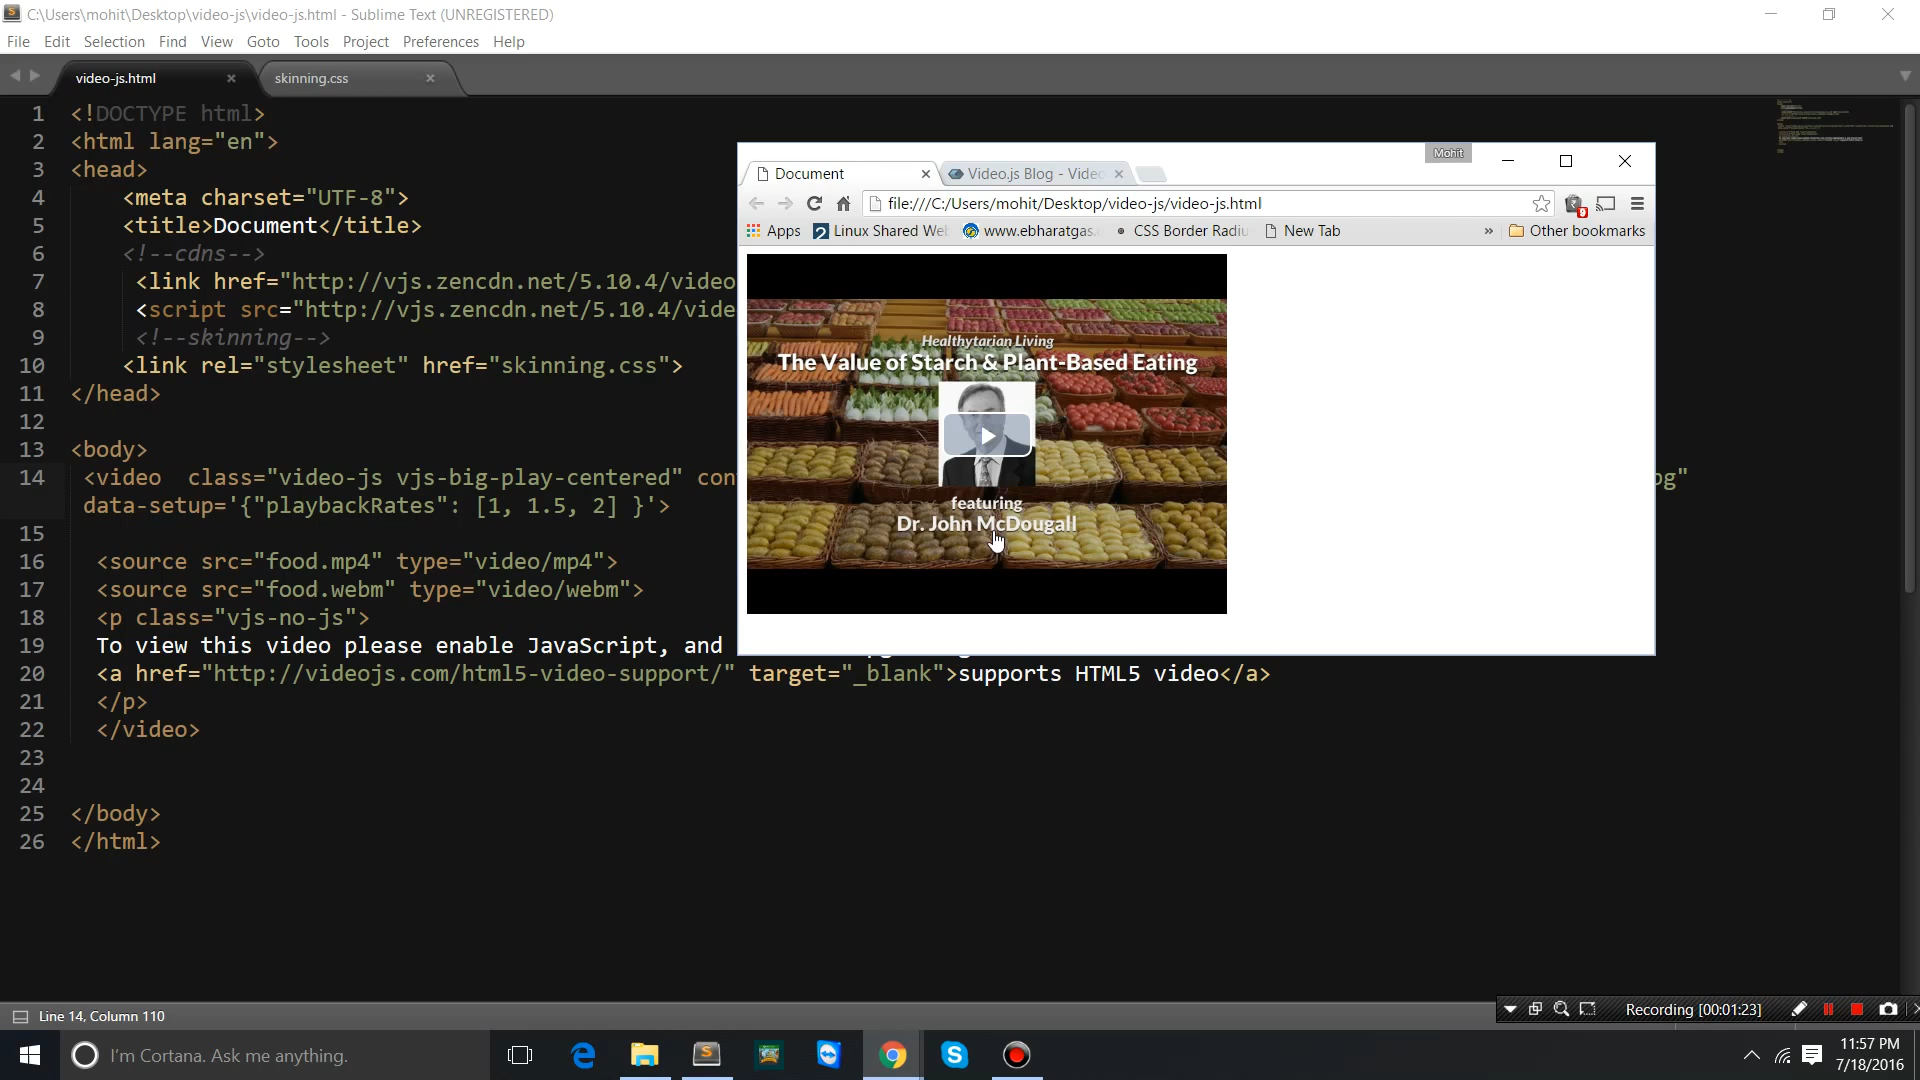 C:\Users\mohit\Desktop\video-js\video-js.html - Sublime Text (UNREGISTERED)
File Edit Selection Find View Goto Tools Project Preferences Help
video-js.html
skinning.css
1 <!DOCTYPE html>
2 <html lang="en">
3 <head>
4 <meta charset="UTF-8">
5 <title>Document</title>
6 <!--cdns-->
7 <link href="http://vjs.zencdn.net/5.10.4/video
8 <script src="http://vjs.zencdn.net/5.10.4/vide
9 <!--skinning-->
10 <link rel="stylesheet" href="skinning.css">
11 </head>
12
13 <body>
14 <video class="video-js vjs-big-play-centered" con
data-setup='{"playbackRates": [1, 1.5, 2] }'>
15
16 <source src="food.mp4" type="video/mp4">
17 <source src="food.webm" type="video/webm">
18 <p class="vjs-no-js">
19 To view this video please enable JavaScript, and
20 <a href="http://videojs.com/html5-video-support/" target="_blank">supports HTML5 video</a>
21 </p>
22 </video>
23
24
25 </body>
26 </html>
Mohit
Document
Video.js Blog - Video
file:///C:/Users/mohit/Desktop/video-js/video-js.html
Apps Linux Shared We www.ebharatgas. CSS Border Radiu New Tab » Other bookmarks
Healthytarian Living
The Value of Starch & Plant-Based Eating
featuring
Dr. John McDougall
Line 14, Column 110
Recording [00:01:23]
I'm Cortana. Ask me anything.
11:57 PM
7/18/2016